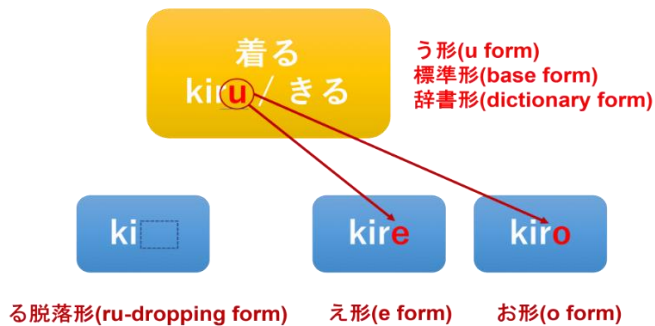 着る
kiru / きる
う形(u form)
標準形(base form)
辞書形(dictionary form)
ki
kire
kiro
る脱落形(ru-dropping form)
え形(e form)
お形(o form)